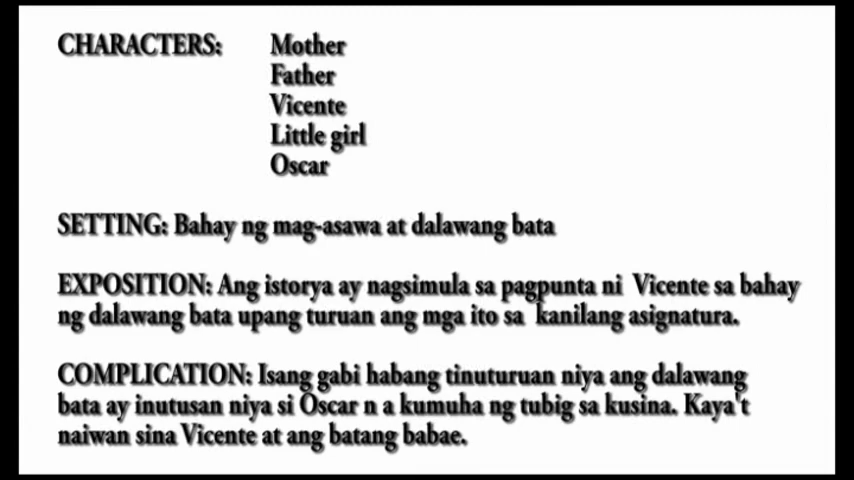 CHARACTERS: Mother
Father
Vicente
Little girl
Oscar
SETTING: Bahay ng mag-asawa at dalawang bata
EXPOSITION: Ang istorya ay nagsimula sa pagpunta ni Vicente sa bahay
ng dalawang bata upang turuan ang mga ito sa kanilang asignatura.
COMPLICATION: Isang gabi habang tinuturuan niya ang dalawang
bata ay inutusan niya si Oscar n a kumuha ng tubig sa kusina. Kaya't
naiwan sina Vicente at ang batang babae.